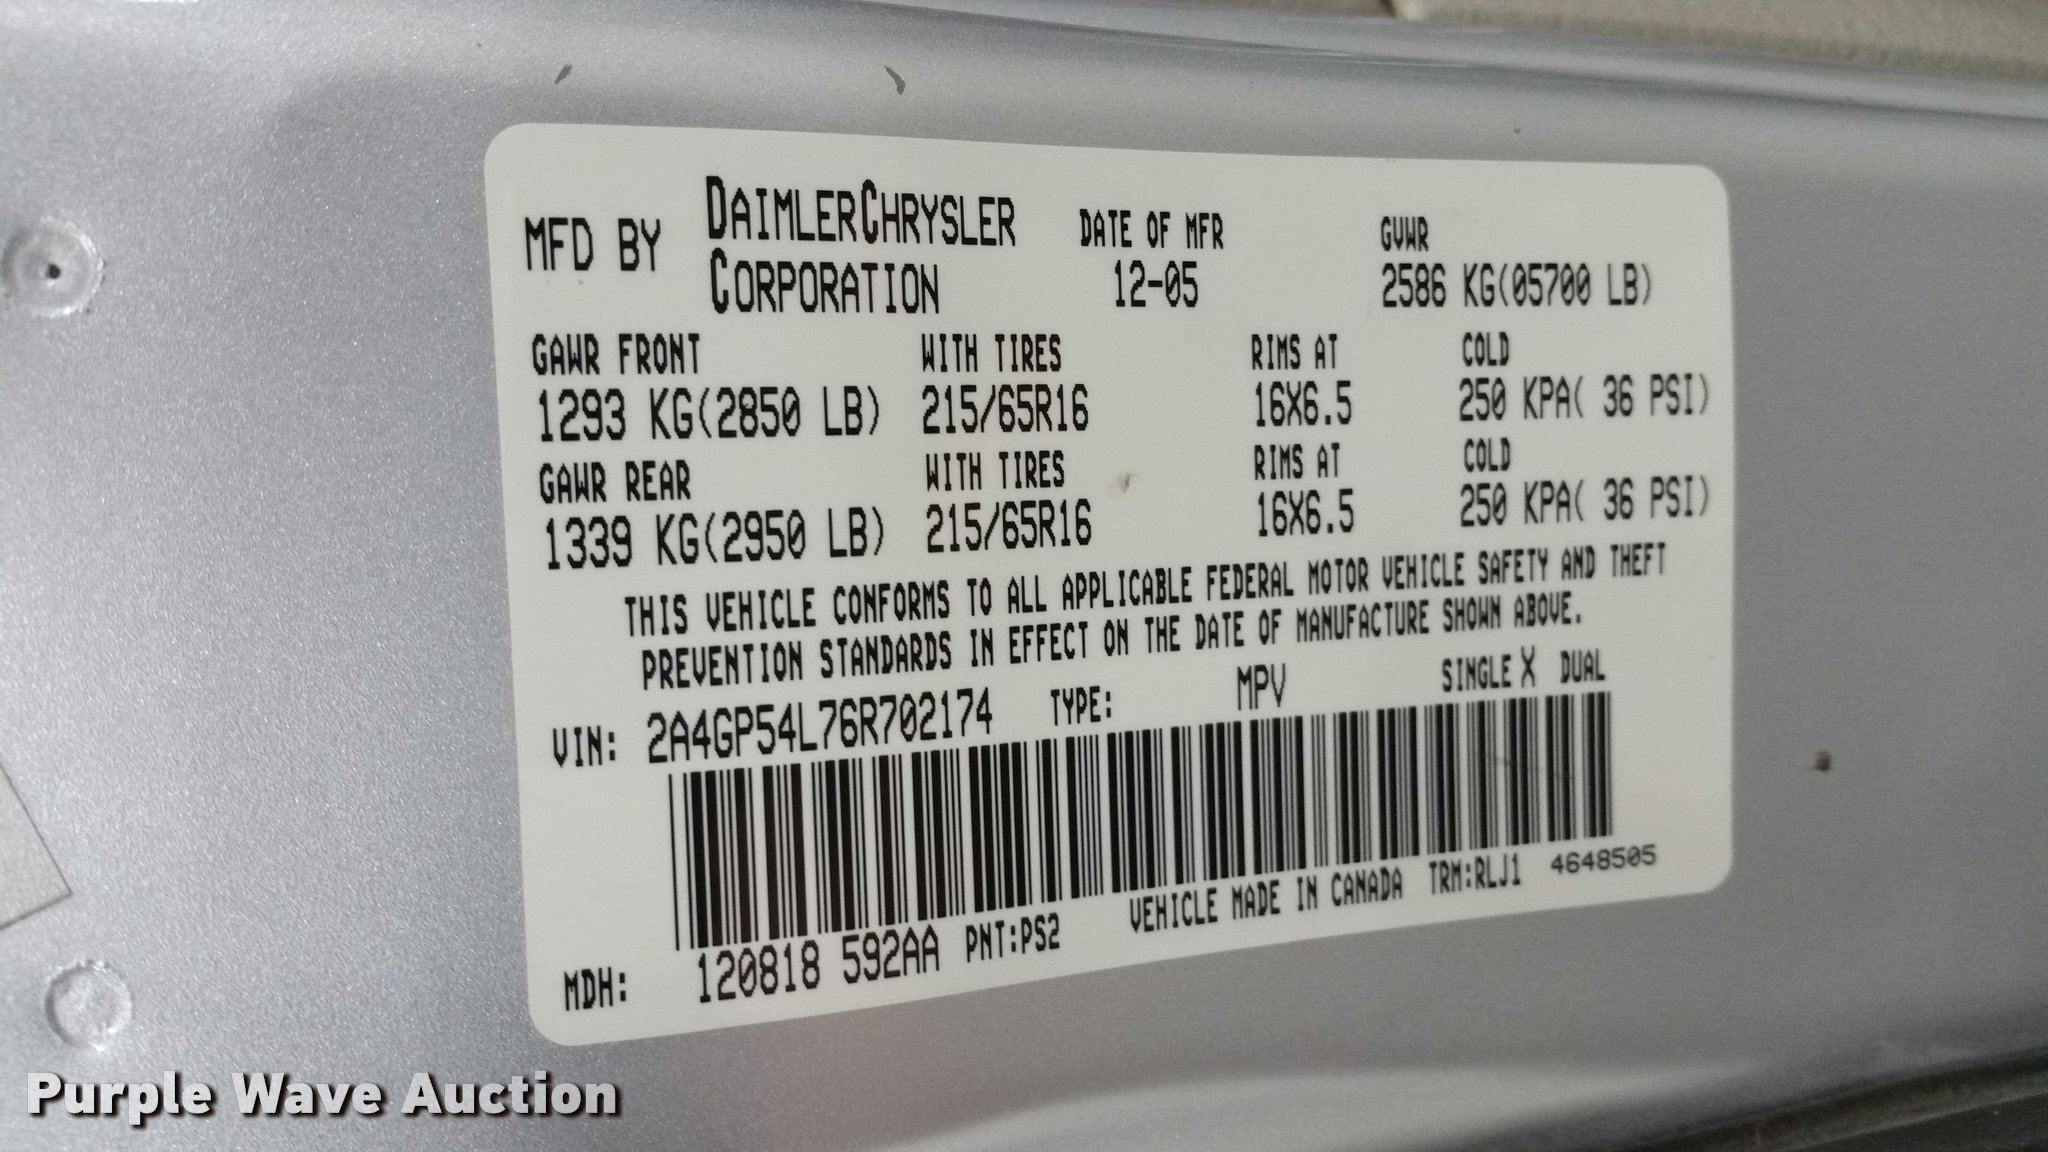 MFD BY DAIMLERCHRYSLER CORPORATION DATE OF MFR GVWR
12-05 2586 KG(05700 LB)
GAWR FRONT WITH TIRES RIMS AT COLD
1293 KG(2850 LB) 215/65R16 16X6.5 250 KPA( 36 PSI)
GAWR REAR WITH TIRES RIMS AT COLD
1339 KG(2950 LB) 215/65R16 16X6.5 250 KPA( 36 PSI)
THIS VEHICLE CONFORMS TO ALL APPLICABLE FEDERAL MOTOR VEHICLE SAFETY AND THEFT
PREVENTION STANDARDS IN EFFECT ON THE DATE OF MANUFACTURE SHOWN ABOVE.
VIN: 2A4GP54L76R702174 TYPE: MPV SINGLE X DUAL
MDH: 120818 592AA PNT:PS2 VEHICLE MADE IN CANADA TRM:RLJ1 4648505
Purple Wave Auction